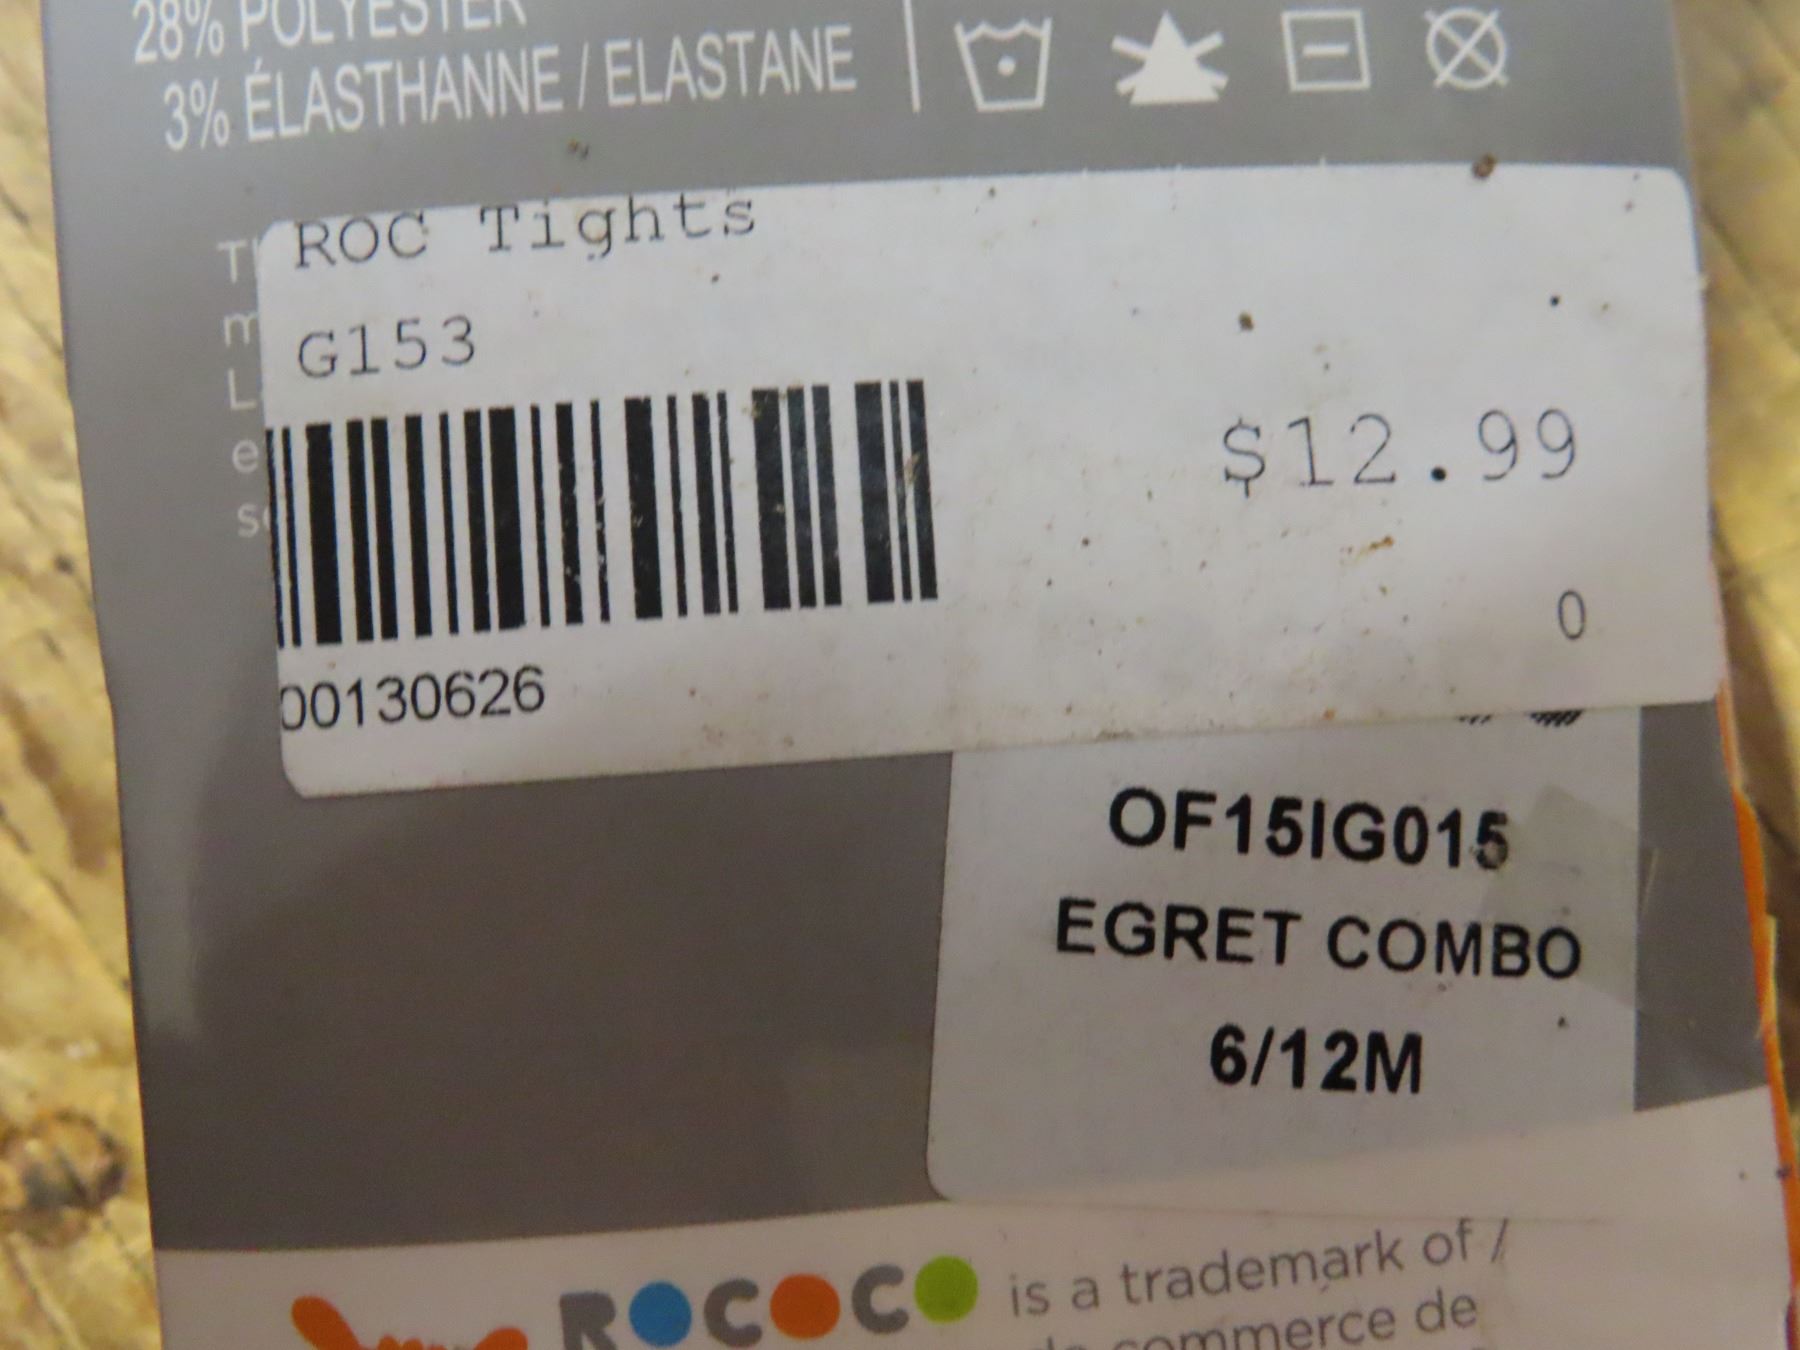 28% POLYESTER
3% ÉLASTHANNE / ELASTANE
ROC Tights
G153
$12.99
0
00130626
OF15IG015
EGRET COMBO
6/12M
ROCOCO is a trademark of /
commerce de